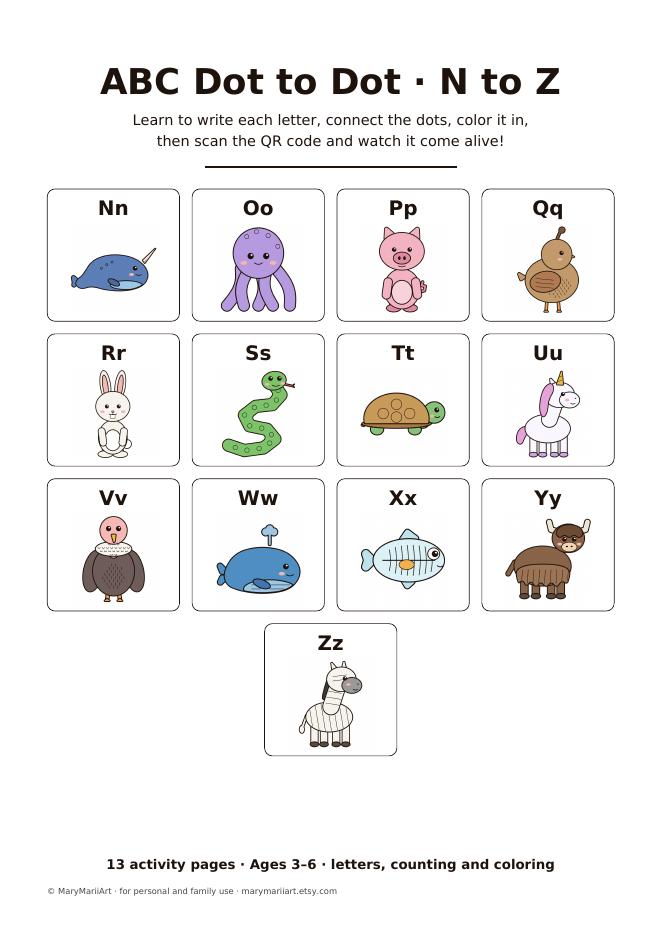 ABC Dot to Dot · N to Z
Learn to write each letter, connect the dots, color it in,
then scan the QR code and watch it come alive!
Nn
Oo
Pp
Qq
Rr
Ss
Tt
Uu
Vv
Ww
Xx
Yy
Zz
13 activity pages · Ages 3–6 · letters, counting and coloring
© MaryMariiArt · for personal and family use · marymariiart.etsy.com